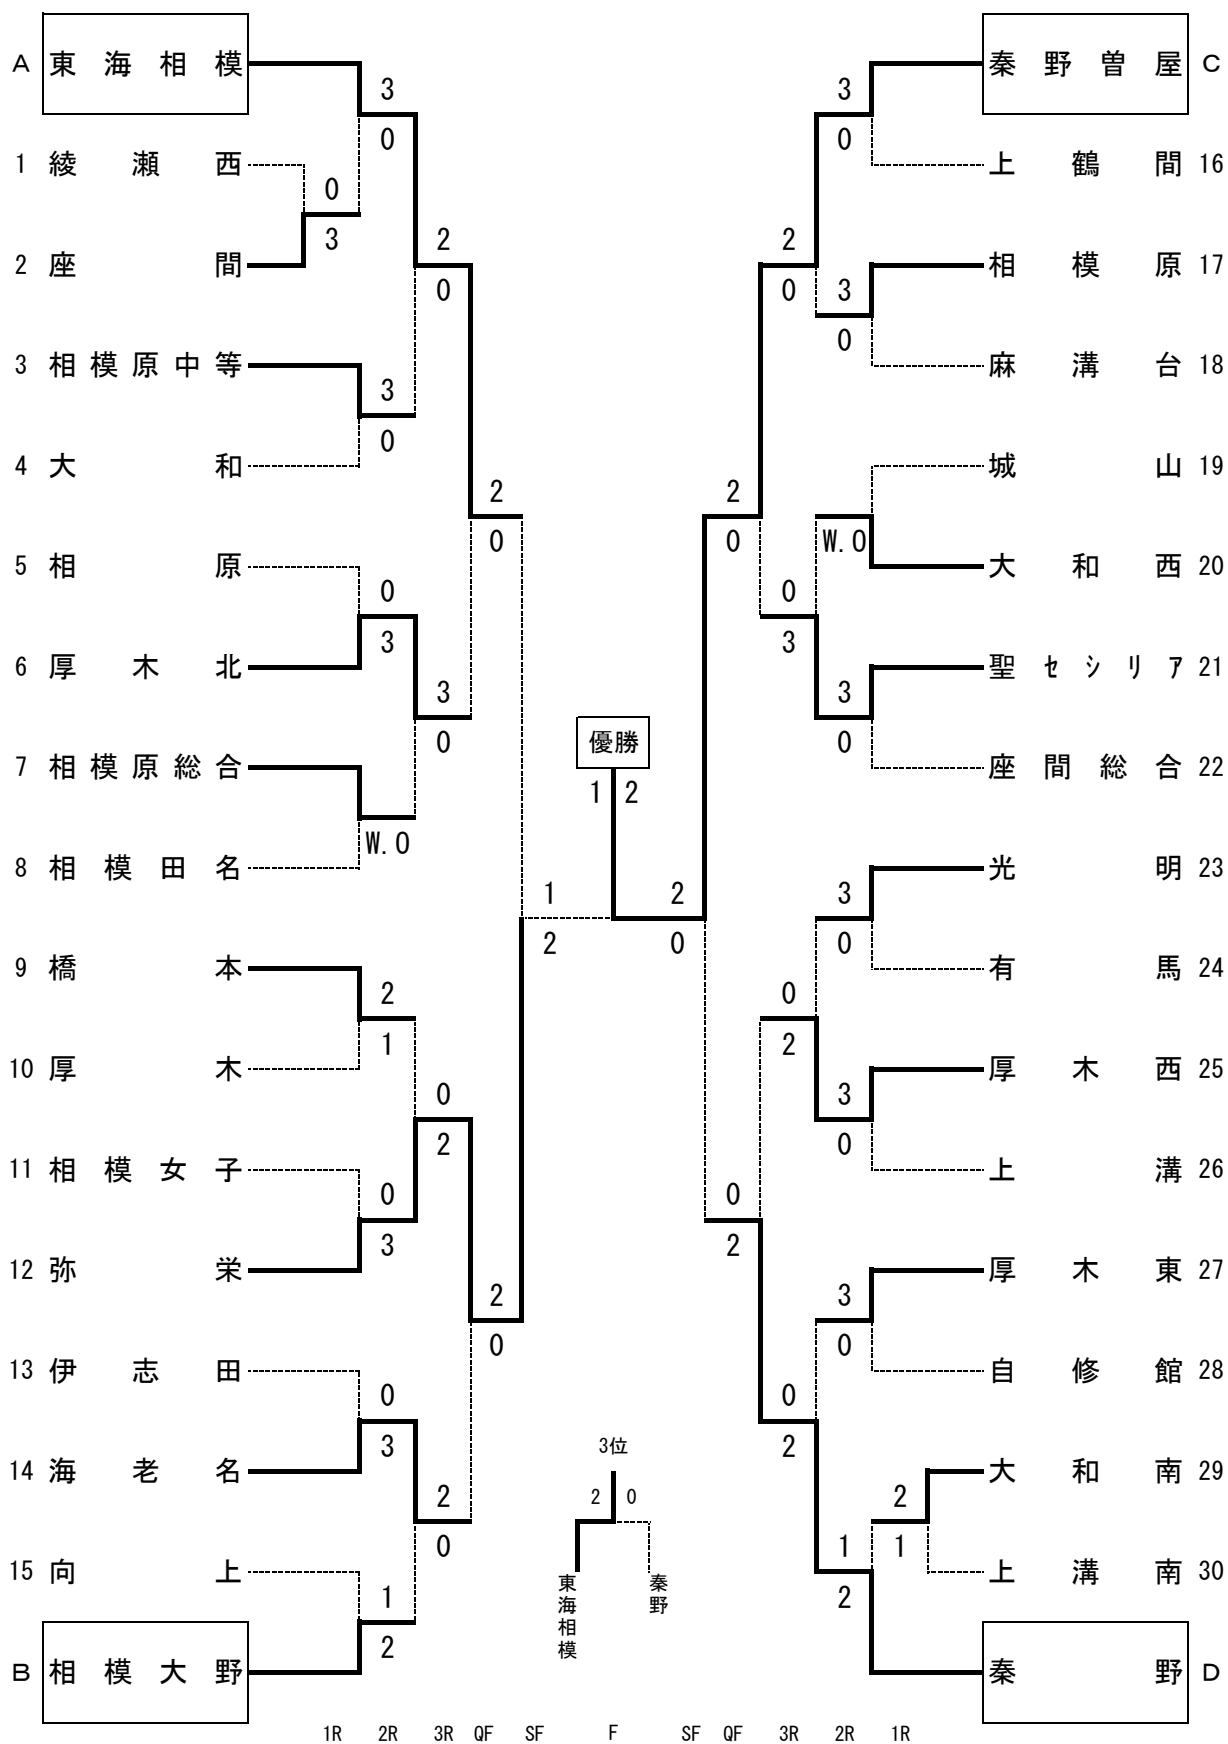 A 東海相模
3
0
1 綾瀬西
0
3
2 座間
2
0
3 相模原中等
3
0
4 大和
2
0
5 相原
0
3
6 厚木北
3
0
7 相模原総合
W.O
8 相模田名
1
2
9 橋本
2
1
10 厚木
0
2
11 相模女子
0
3
12 弥栄
2
0
13 伊志田
0
3
14 海老名
2
0
15 向上
1
2
B 相模大野
優勝
1 2
3位
2 0
東海相模
秦野
秦野曽屋 C
3
0
上鶴間 16
2
0
相模原 17
3
0
麻溝台 18
2
0
城山 19
W.O
大和西 20
0
3
聖セシリア 21
3
0
座間総合 22
2
0
光明 23
3
0
有馬 24
0
2
厚木西 25
3
0
上溝 26
0
2
厚木東 27
3
0
自修館 28
0
2
大和南 29
2
1
上溝南 30
1
2
秦野 D
1R 2R 3R QF SF F SF QF 3R 2R 1R